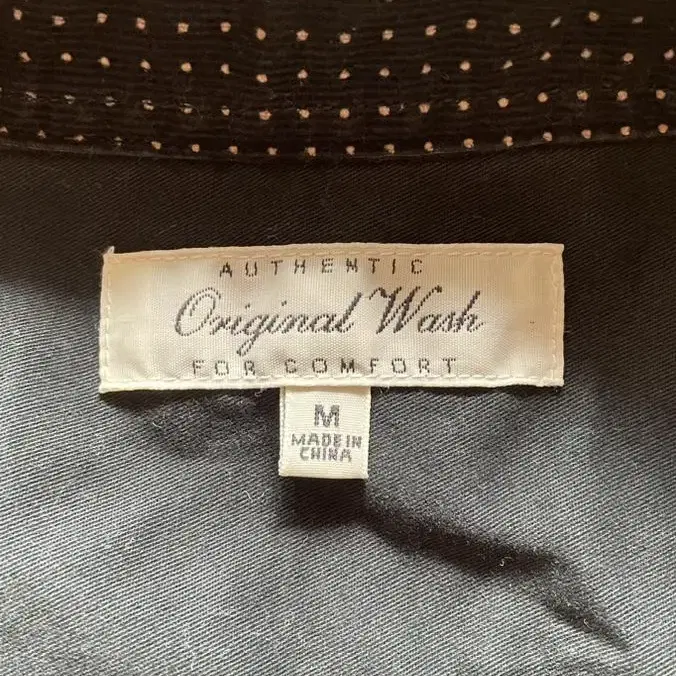 AUTHENTIC
Original Wash
FOR COMFORT
M
MADE IN
CHINA